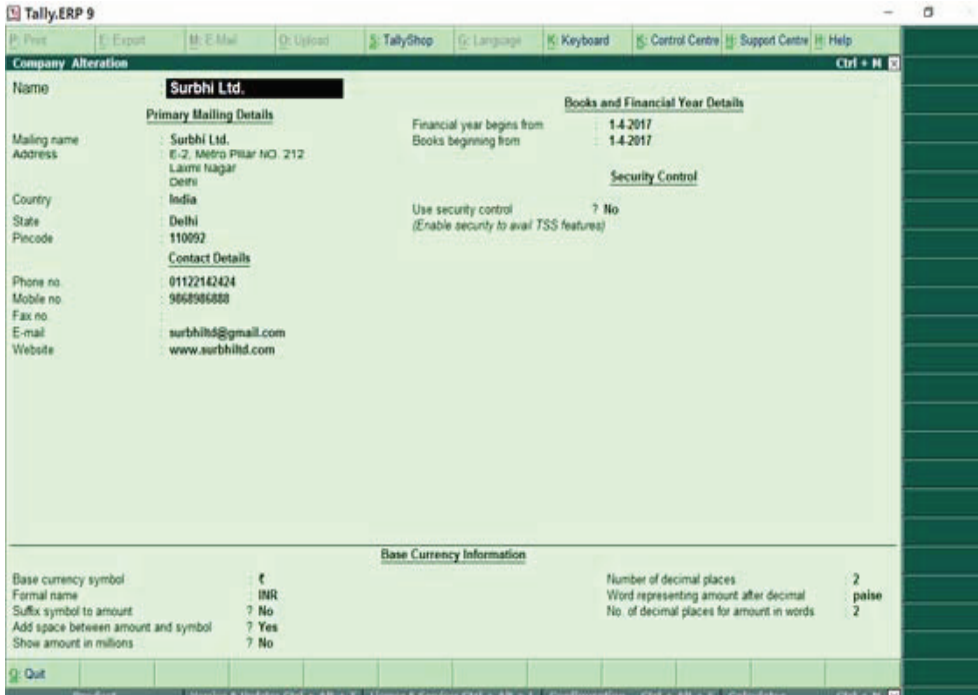 Tally.ERP 9
P: Print E: Export M: E-Mail O: Upload S: TallyShop G: Language K: Keyboard K: Control Centre H: Support Centre H: Help
Company Alteration Ctrl + M
Name : Surbhi Ltd.
Primary Mailing Details
Mailing name : Surbhi Ltd.
Address : E-2, Metro Pillar NO. 212
Laxmi Nagar
Delhi
Country : India
State : Delhi
Pincode : 110092
Contact Details
Phone no. : 01122142424
Mobile no. : 9868986888
Fax no. :
E-mail : surbhiltd@gmail.com
Website : www.surbhiltd.com
Books and Financial Year Details
Financial year begins from : 1-4-2017
Books beginning from : 1-4-2017
Security Control
Use security control ? No
(Enable security to avail TSS features)
Base Currency Information
Base currency symbol : ₹
Formal name : INR
Suffix symbol to amount ? No
Add space between amount and symbol ? Yes
Show amount in millions ? No
Number of decimal places : 2
Word representing amount after decimal : paise
No. of decimal places for amount in words : 2
Q: Quit